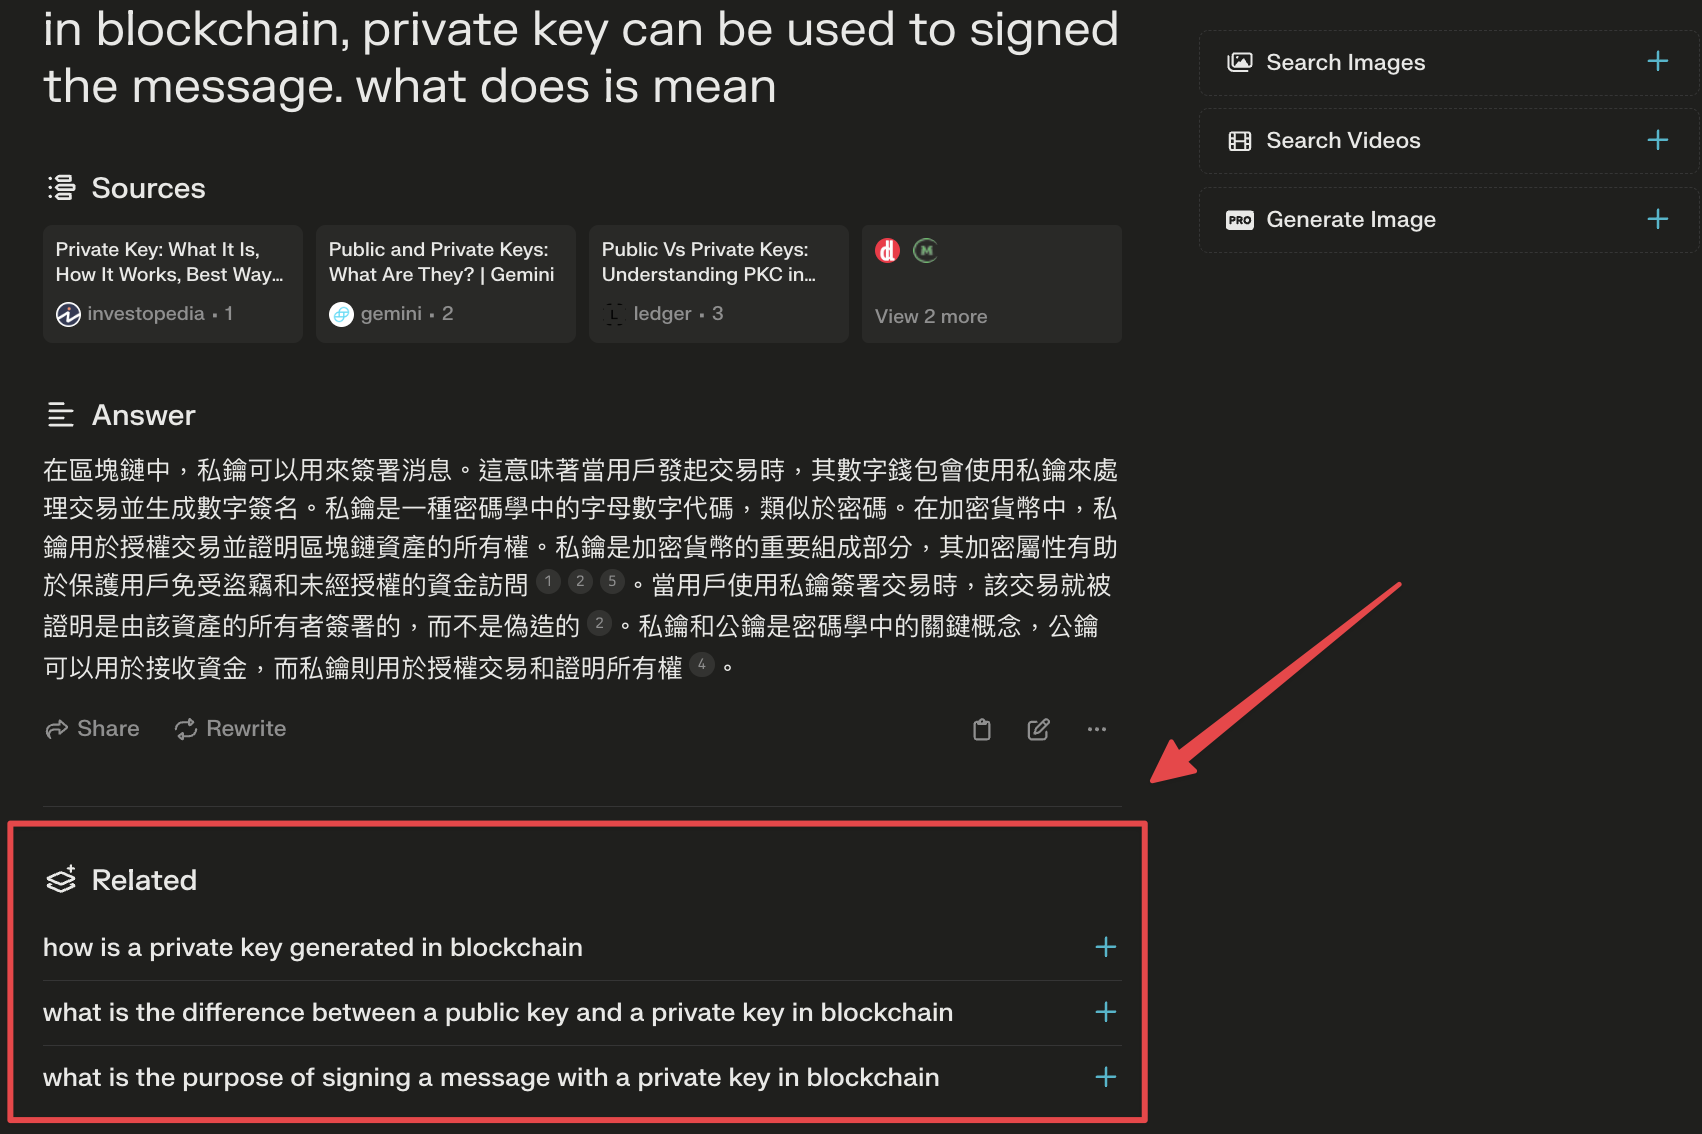 in blockchain, private key can be used to signed
the message. what does is mean
Sources
Private Key: What It Is,
How It Works, Best Way...
investopedia · 1
Public and Private Keys:
What Are They? | Gemini
gemini · 2
Public Vs Private Keys:
Understanding PKC in...
L
ledger · 3
d M
View 2 more
Answer
在區塊鏈中，私鑰可以用來簽署消息。這意味著當用戶發起交易時，其數字錢包會使用私鑰來處
理交易並生成數字簽名。私鑰是一種密碼學中的字母數字代碼，類似於密碼。在加密貨幣中，私
鑰用於授權交易並證明區塊鏈資產的所有權。私鑰是加密貨幣的重要組成部分，其加密屬性有助
於保護用戶免受盜竊和未經授權的資金訪問 1 2 5 。當用戶使用私鑰簽署交易時，該交易就被
證明是由該資產的所有者簽署的，而不是偽造的 2 。私鑰和公鑰是密碼學中的關鍵概念，公鑰
可以用於接收資金，而私鑰則用於授權交易和證明所有權 4 。
Share Rewrite
Related
how is a private key generated in blockchain
what is the difference between a public key and a private key in blockchain
what is the purpose of signing a message with a private key in blockchain
Search Images
Search Videos
PRO Generate Image